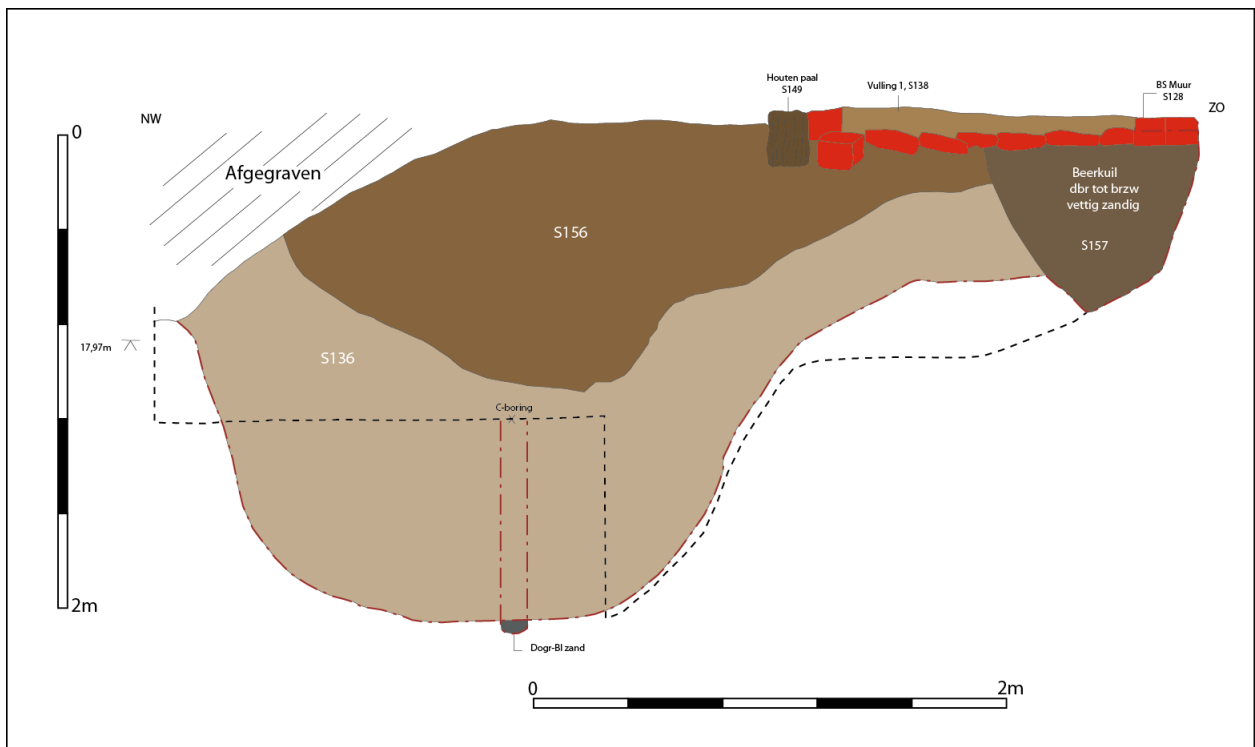 Houten paal
S149
Vulling 1, S138
BS Muur
S128
NW
ZO
0
Afgegraven
Beerkuil
dbr tot brzw
vettig zandig
S156
S157
17,97m
S136
C-boring
2m
Dogr-Bl zand
0
2m